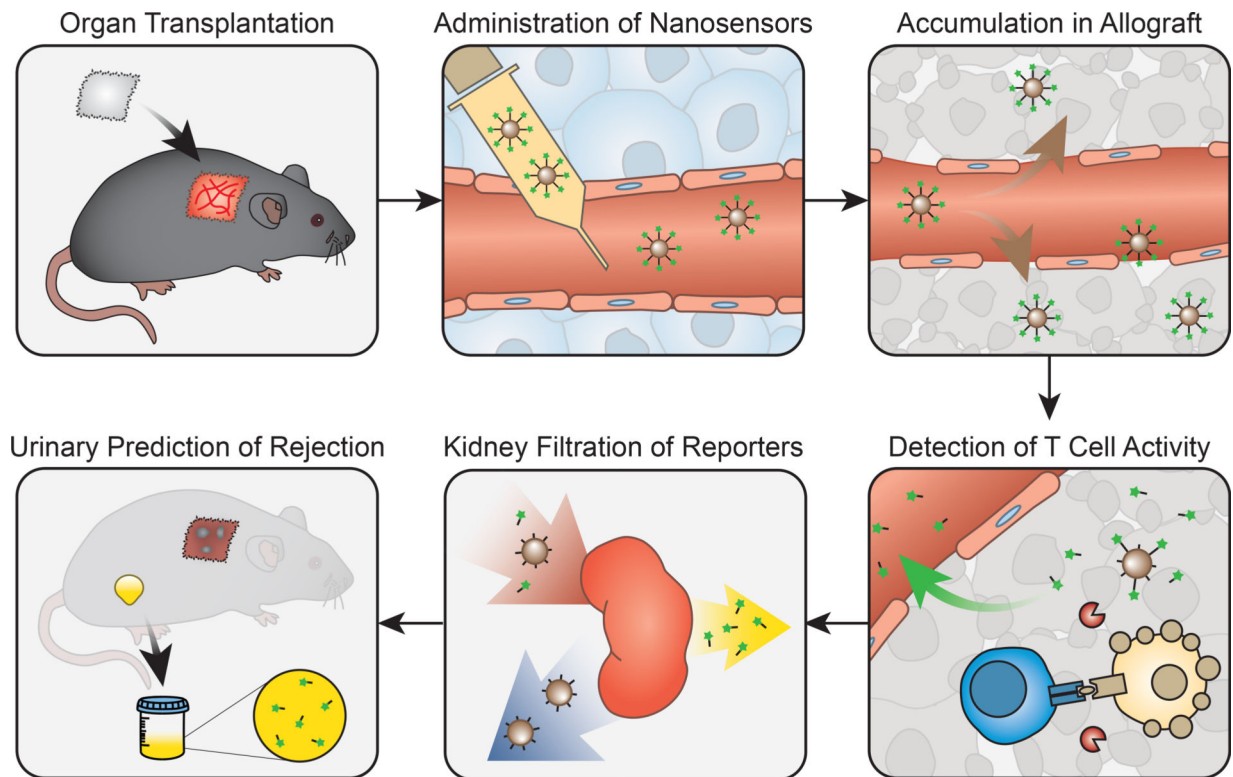 Organ Transplantation
Administration of Nanosensors
Accumulation in Allograft
Urinary Prediction of Rejection
Kidney Filtration of Reporters
Detection of T Cell Activity